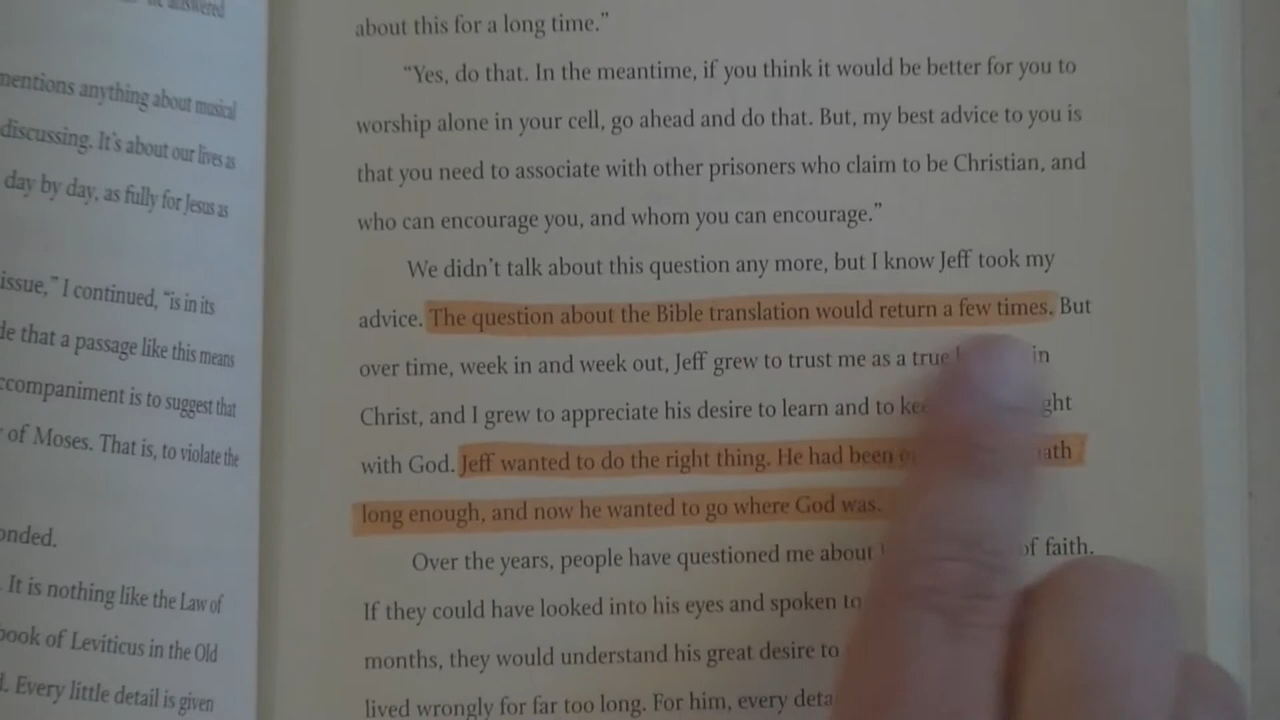 answered
mentions anything about musical
discussing. It's about our lives as
day by day, as fully for Jesus as
issue," I continued, "is in its
that a passage like this means
accompaniment is to suggest that
of Moses. That is, to violate the
It is nothing like the Law of
book of Leviticus in the Old
Every little detail is given
about this for a long time."
"Yes, do that. In the meantime, if you think it would be better for you to
worship alone in your cell, go ahead and do that. But, my best advice to you is
that you need to associate with other prisoners who claim to be Christian, and
who can encourage you, and whom you can encourage."
We didn't talk about this question any more, but I know Jeff took my
advice. The question about the Bible translation would return a few times. But
over time, week in and week out, Jeff grew to trust me as a true in
Christ, and I grew to appreciate his desire to learn and to
with God. Jeff wanted to do the right thing. He had been
long enough, and now he wanted to go where God was.
Over the years, people have questioned me about of faith.
If they could have looked into his eyes and spoken to
months, they would understand his great desire to
lived wrongly for far too long. For him, every